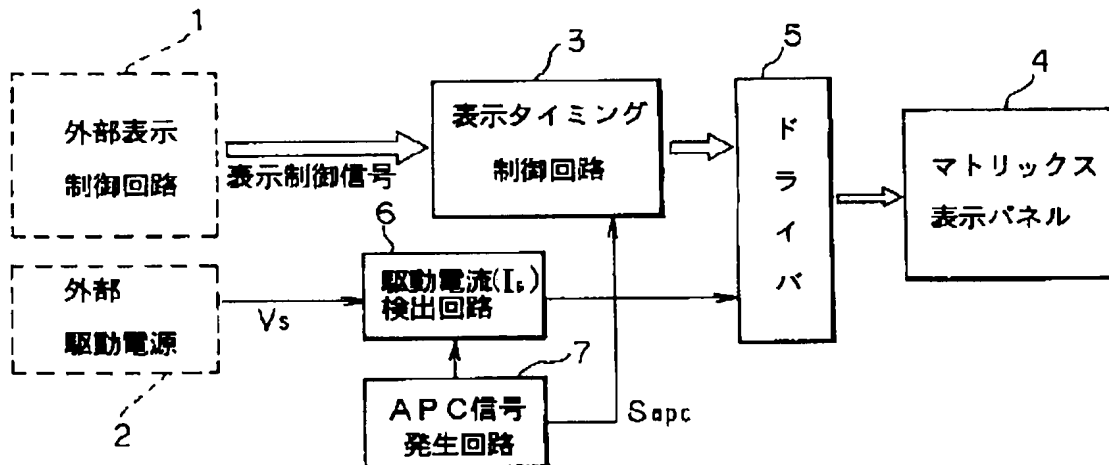 1
外部表示
制御回路
表示制御信号
3
表示タイミング
制御回路
5
ドライバ
4
マトリックス
表示パネル
外部
駆動電源
2
Vs
6
駆動電流(Is)
検出回路
7
APC信号
発生回路
Sapc